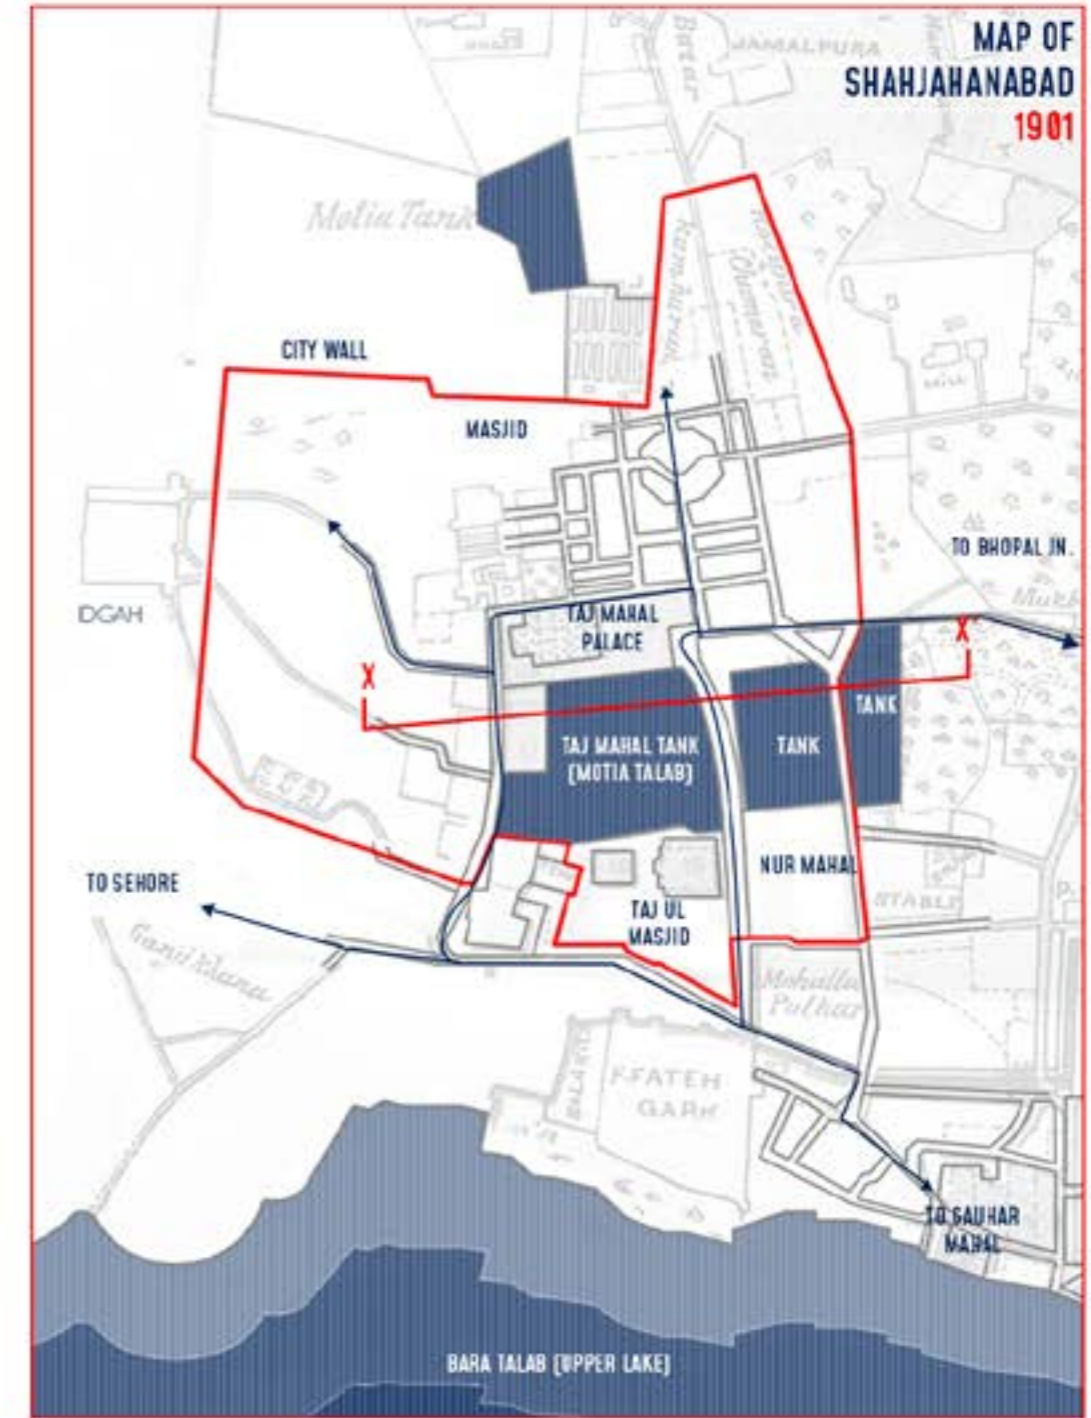 MAP OF
SHAHJAHANABAD
1901
JAMALPURA
Motia Tank
CITY WALL
MASJID
TO BHOPAL JN.
IDGAH
TAJ MAHAL
PALACE
X
X'
TANK
TAJ MAHAL TANK
(MOTIA TALAB)
TANK
NUR MAHAL
TO SEHORE
TAJ UL
MASJID
STABLE
Mohalla
F.FATEH
GARH
TO GAUHAR
MAHAL
BARA TALAB (UPPER LAKE)